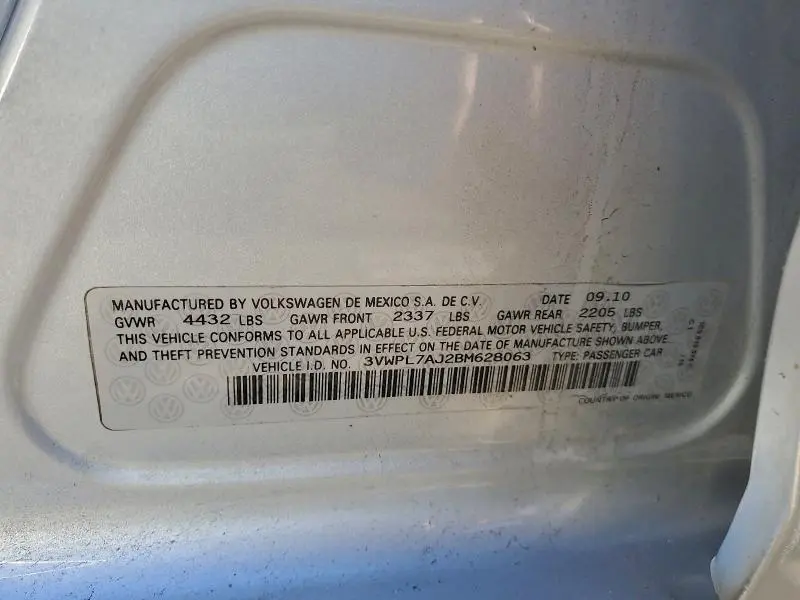 MANUFACTURED BY VOLKSWAGEN DE MEXICO S.A. DE C.V. DATE 09.10
GVWR 4432 LBS GAWR FRONT 2337 LBS GAWR REAR 2205 LBS
THIS VEHICLE CONFORMS TO ALL APPLICABLE U.S. FEDERAL MOTOR VEHICLE SAFETY, BUMPER,
AND THEFT PREVENTION STANDARDS IN EFFECT ON THE DATE OF MANUFACTURE SHOWN ABOVE.
VEHICLE I.D. NO. 3VWPL7AJ2BM628063 TYPE: PASSENGER CAR
COUNTRY OF ORIGIN: MEXICO